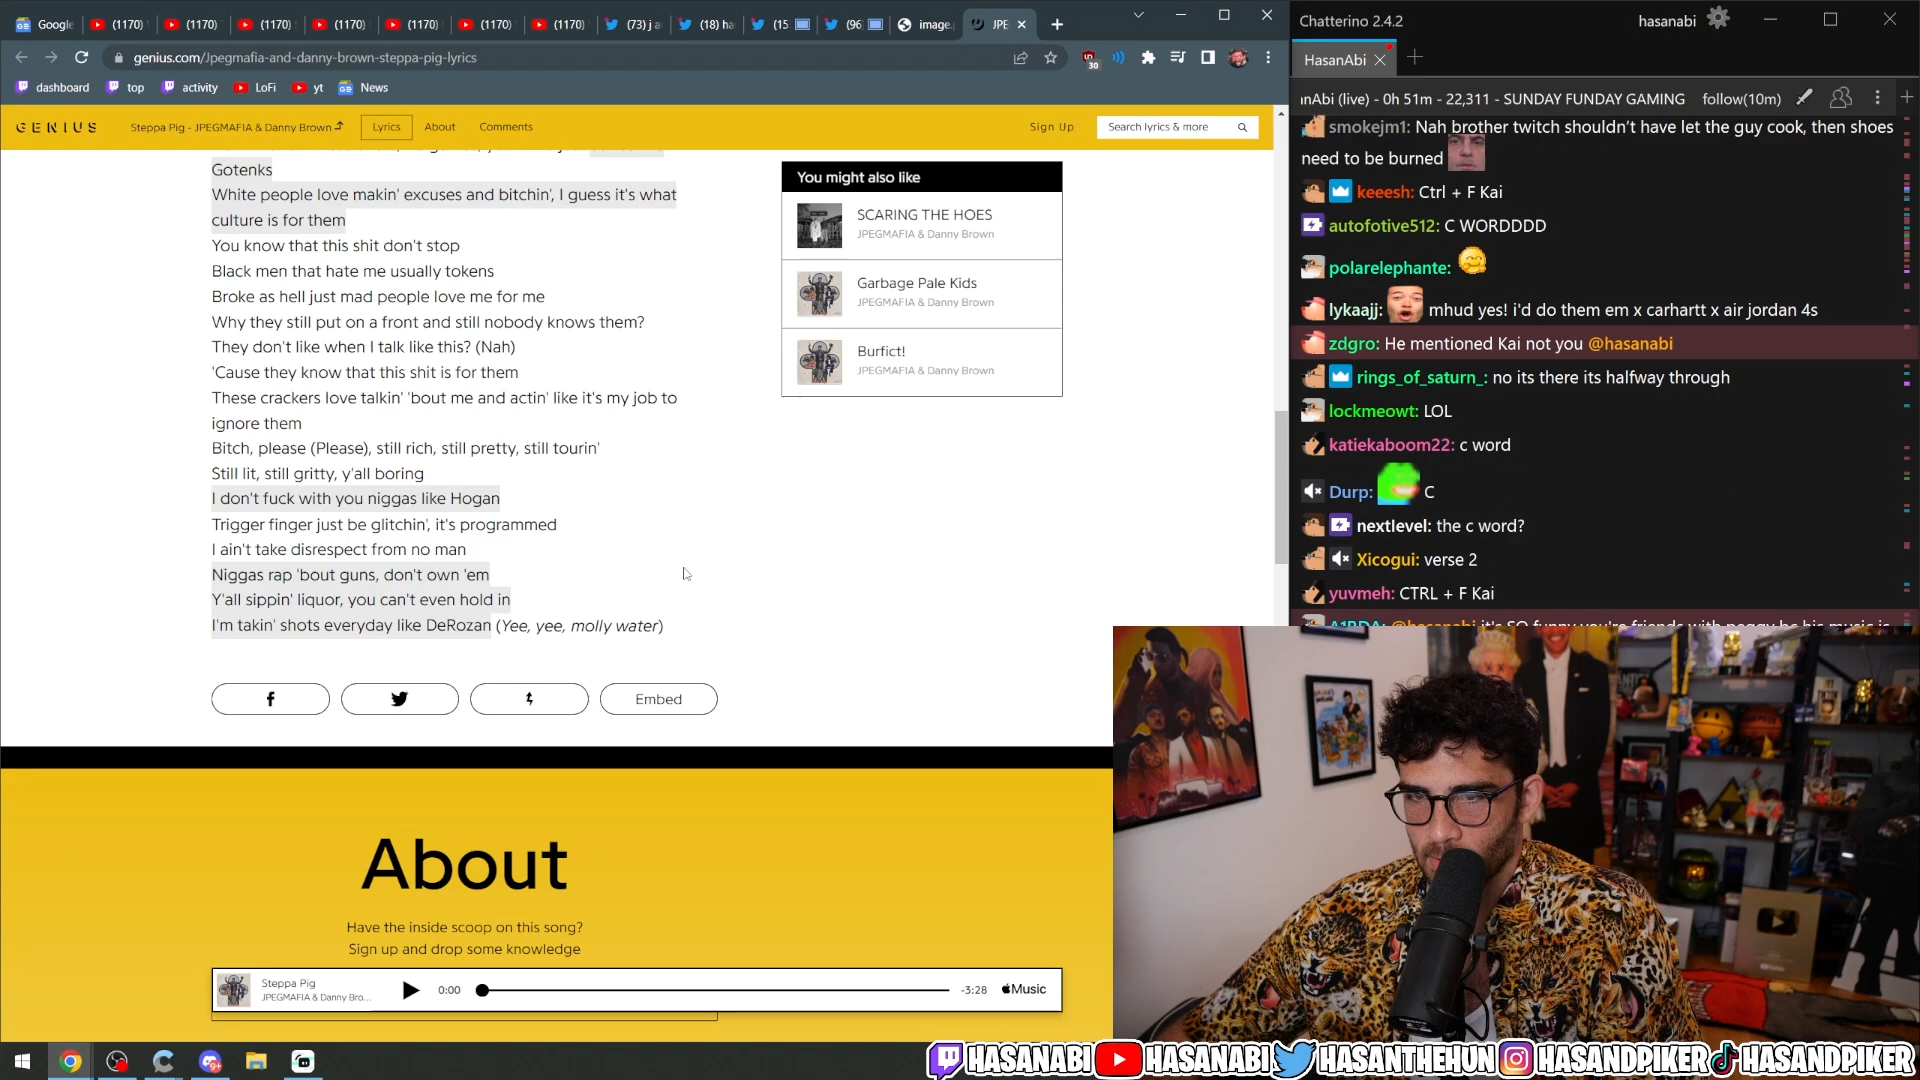 Google
(1170)
(1170)
(1170)
(1170)
(1170)
(1170)
(1170)
(73) j a
(18) ha
(15
(96
image.
JPE
genius.com/Jpegmafia-and-danny-brown-steppa-pig-lyrics
30
dashboard
top
activity
LoFi
yt
News
GENIUS
Steppa Pig - JPEGMAFIA & Danny Brown
Lyrics
About
Comments
Sign Up
Search lyrics & more
Gotenks
White people love makin' excuses and bitchin', I guess it's what
culture is for them
You know that this shit don't stop
Black men that hate me usually tokens
Broke as hell just mad people love me for me
Why they still put on a front and still nobody knows them?
They don't like when I talk like this? (Nah)
'Cause they know that this shit is for them
These crackers love talkin' 'bout me and actin' like it's my job to
ignore them
Bitch, please (Please), still rich, still pretty, still tourin'
Still lit, still gritty, y'all boring
I don't fuck with you niggas like Hogan
Trigger finger just be glitchin', it's programmed
I ain't take disrespect from no man
Niggas rap 'bout guns, don't own 'em
Y'all sippin' liquor, you can't even hold in
I'm takin' shots everyday like DeRozan (Yee, yee, molly water)
Embed
You might also like
SCARING THE HOES
JPEGMAFIA & Danny Brown
Garbage Pale Kids
JPEGMAFIA & Danny Brown
Burfict!
JPEGMAFIA & Danny Brown
About
Have the inside scoop on this song?
Sign up and drop some knowledge
Steppa Pig
JPEGMAFIA & Danny Bro...
0:00
-3:28
Music
Chatterino 2.4.2
hasanabi
HasanAbi
nAbi (live) - 0h 51m - 22,311 - SUNDAY FUNDAY GAMING
follow(10m)
smokejm1: Nah brother twitch shouldn't have let the guy cook, then shoes
need to be burned
keeesh: Ctrl + F Kai
autofotive512: C WORDDDD
polarelephante:
lykaajj: mhud yes! i'd do them em x carhartt x air jordan 4s
zdgro: He mentioned Kai not you @hasanabi
rings_of_saturn_: no its there its halfway through
lockmeowt: LOL
katiekaboom22: c word
Durp: C
nextlevel: the c word?
Xicogui: verse 2
yuvmeh: CTRL + F Kai
A1RDA: @hasanabi it's SO funny you're friends with peggy bc his music is
HASANABI
HASANABI
HASANTHEHUN
HASANDPIKER
HASANDPIKER